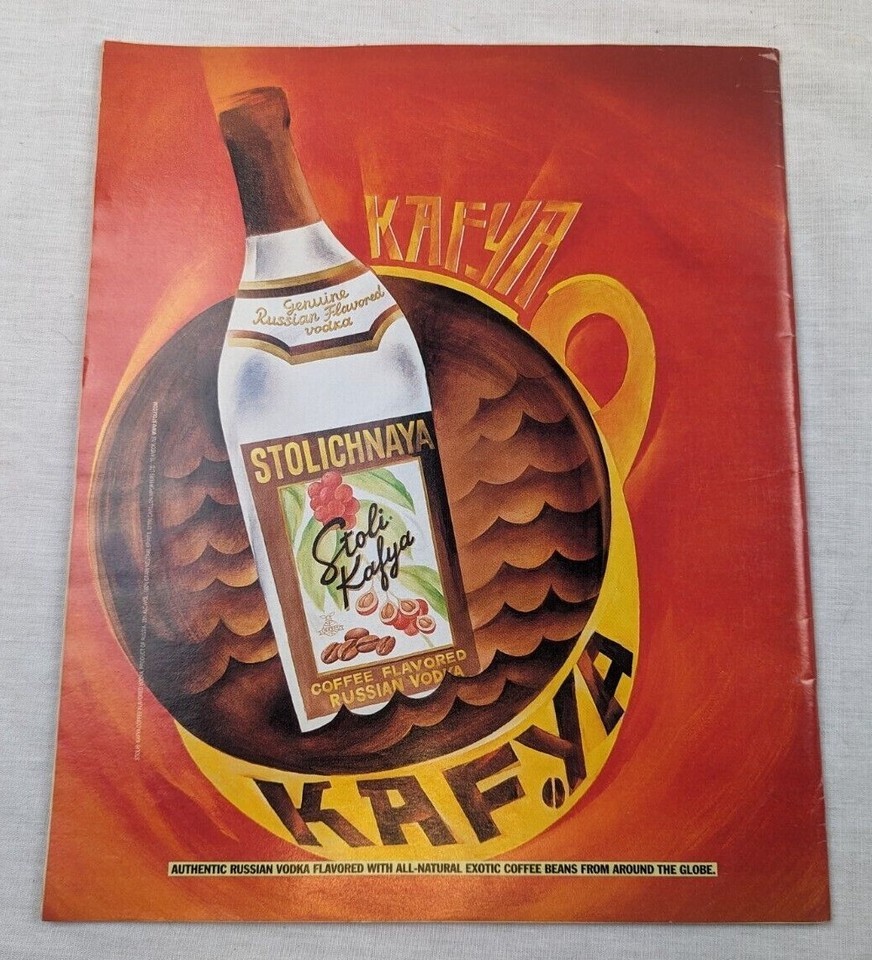 KAFYA
Genuine
Russian Flavored
vodka
STOLICHNAYA
Stoli
Kafya
COFFEE FLAVORED
RUSSIAN VODKA
KAFYA
AUTHENTIC RUSSIAN VODKA FLAVORED WITH ALL-NATURAL EXOTIC COFFEE BEANS FROM AROUND THE GLOBE.